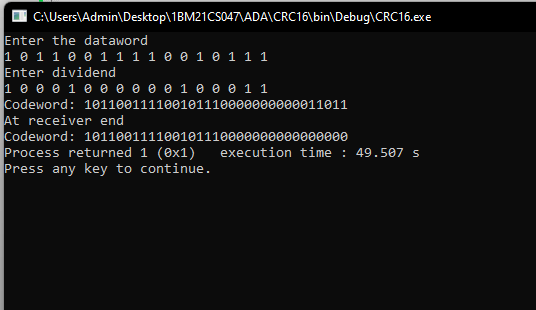 C:\Users\Admin\Desktop\1BM21CS047\ADA\CRC16\bin\Debug\CRC16.exe
Enter the dataword
1 0 1 1 0 0 1 1 1 1 0 0 1 0 1 1 1
Enter dividend
1 0 0 0 1 0 0 0 0 0 0 1 0 0 0 1 1
Codeword: 101100111100101110000000000011011
At receiver end
Codeword: 101100111100101110000000000000000
Process returned 1 (0x1)   execution time : 49.507 s
Press any key to continue.